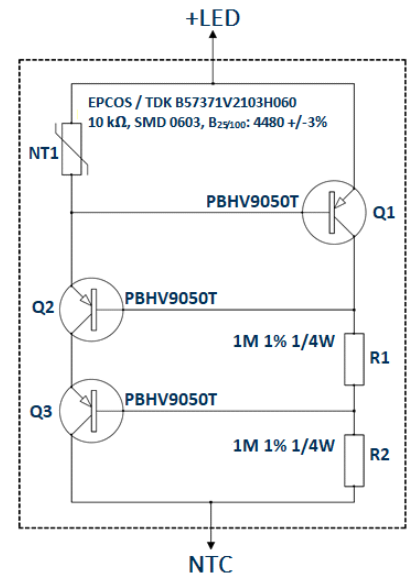 +LED
EPCOS / TDK B57371V2103H060
10 kΩ, SMD 0603, B25/100: 4480 +/-3%
NT1
PBHV9050T
Q1
Q2
PBHV9050T
1M 1% 1/4W
R1
Q3
PBHV9050T
1M 1% 1/4W
R2
NTC